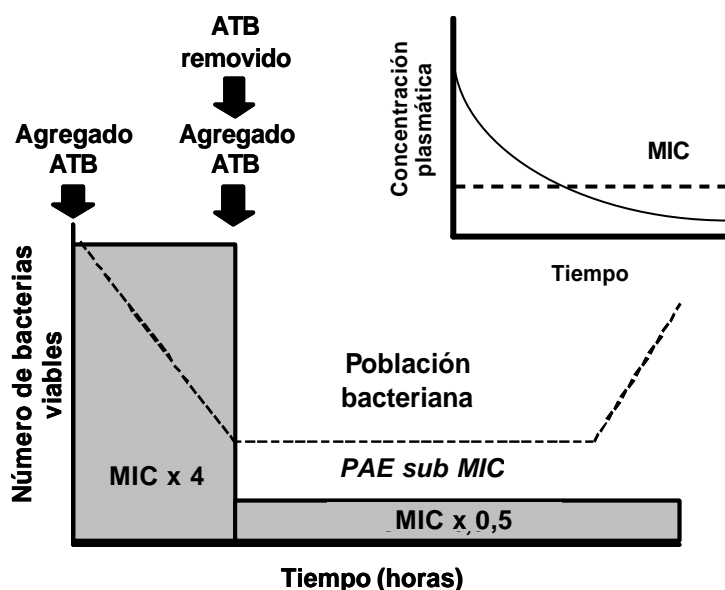 ATB
removido
Agregado
ATB
Agregado
ATB
Concentración
plasmática
MIC
Tiempo
Número de bacterias
viables
Población
bacteriana
MIC x 4
PAE sub MIC
MIC x 0,5
Tiempo (horas)